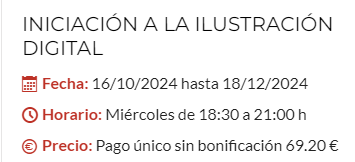 INICIACIÓN A LA ILUSTRACIÓN
DIGITAL
Fecha: 16/10/2024 hasta 18/12/2024
Horario: Miércoles de 18:30 a 21:00 h
Precio: Pago único sin bonificación 69.20 €